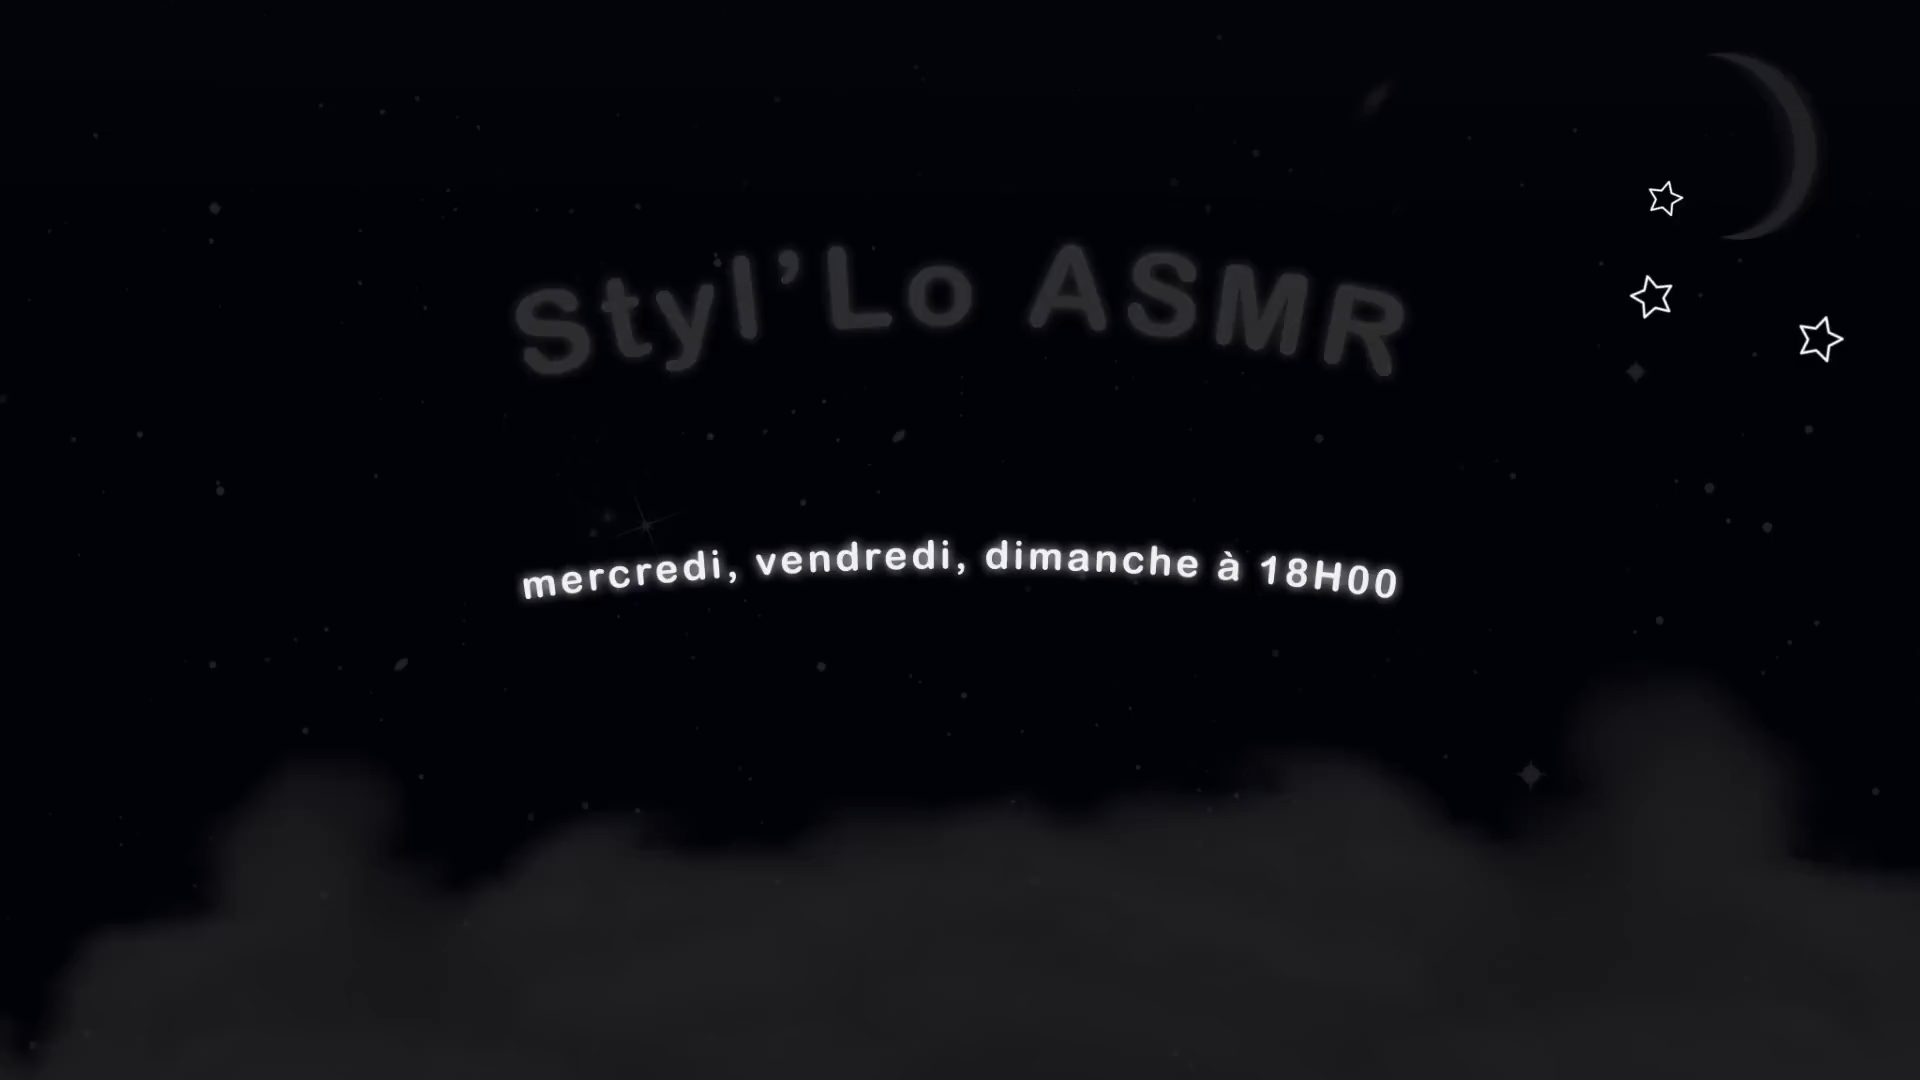 Styl’Lo ASMR
mercredi, vendredi, dimanche à 18H00